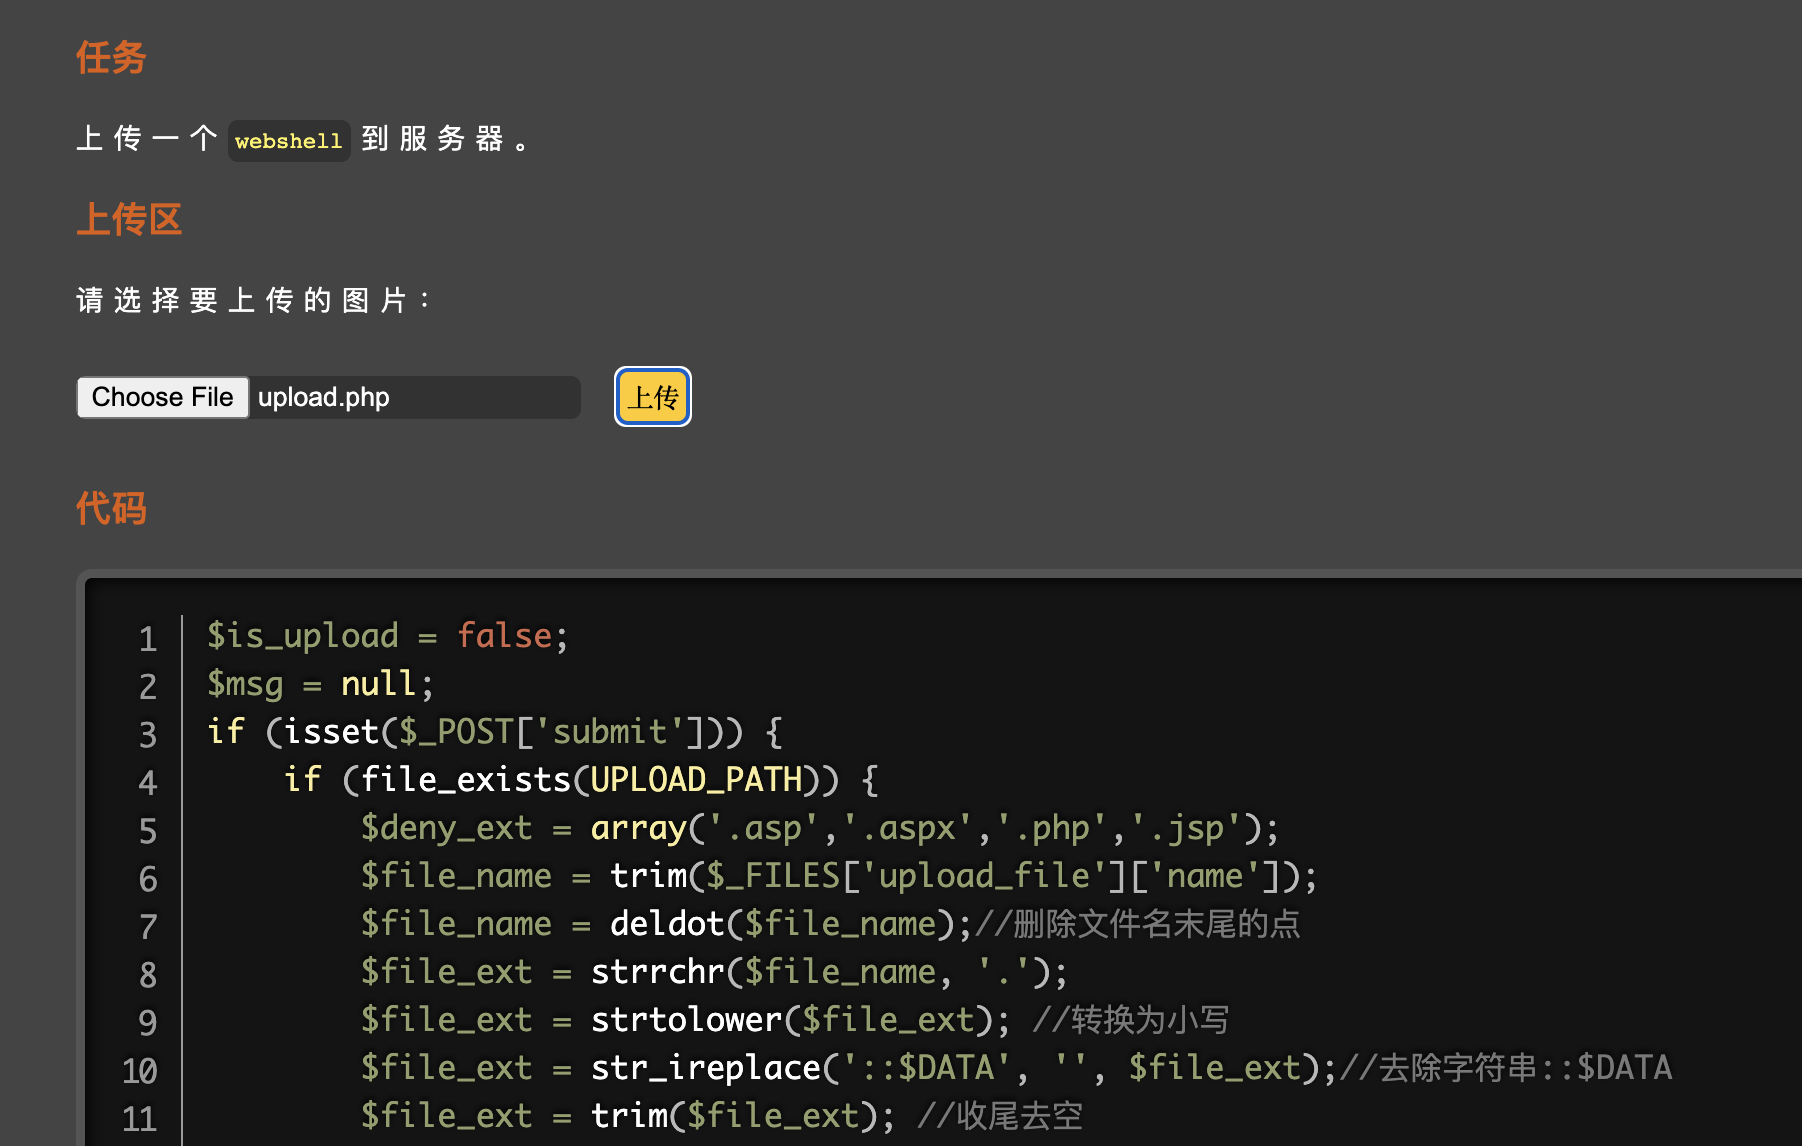 任务
上传一个 webshell 到服务器。
上传区
请选择要上传的图片：
Choose File upload.php 上传
代码
1 $is_upload = false;
2 $msg = null;
3 if (isset($_POST['submit'])) {
4 if (file_exists(UPLOAD_PATH)) {
5 $deny_ext = array('.asp','.aspx','.php','.jsp');
6 $file_name = trim($_FILES['upload_file']['name']);
7 $file_name = deldot($file_name);//删除文件名末尾的点
8 $file_ext = strrchr($file_name, '.');
9 $file_ext = strtolower($file_ext); //转换为小写
10 $file_ext = str_ireplace('::$DATA', '', $file_ext);//去除字符串::$DATA
11 $file_ext = trim($file_ext); //收尾去空